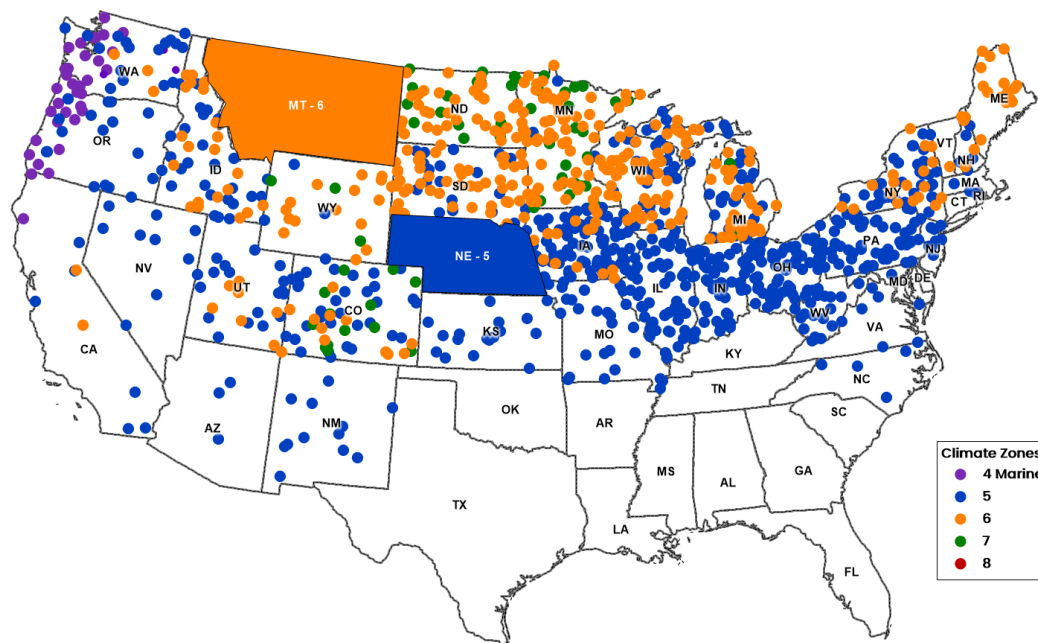 WA
MT - 6
ND
MN
ME
OR
ID
WY
SD
WI
MI
NY
VT
NH
MA
CT
RI
NE - 5
IA
PA
NJ
NV
UT
CO
KS
MO
IL
IN
OH
WV
MD
DE
VA
KY
CA
AZ
NM
OK
AR
TN
NC
SC
TX
LA
MS
AL
GA
FL
Climate Zones
4 Marine
5
6
7
8